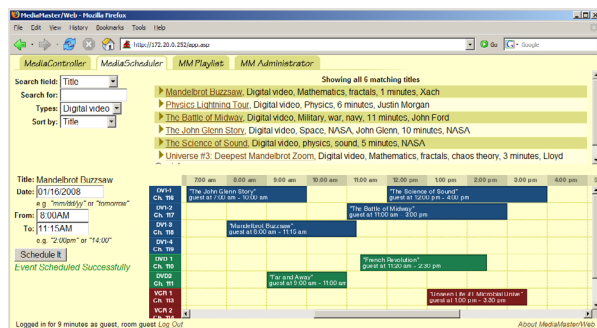 MediaMaster/Web - Mozilla Firefox
File Edit View History Bookmarks Tools Help
http://172.20.0.252/app.asp
Go
Google
MediaController MediaScheduler MM Playlist MM Administrator
Search field: Title
Search for:
Types: Digital video
Sort by: Title
Showing all 6 matching titles
Mandelbrot Buzzsaw, Digital video, Mathematics, fractals, 1 minutes, Xach
Physics Lightning Tour, Digital video, Physics, 6 minutes, Justin Morgan
The Battle of Midway, Digital video, Military, war, navy, 11 minutes, John Ford
The John Glenn Story, Digital video, Space, NASA, John Glenn, 10 minutes, NASA
The Science of Sound, Digital video, physics, sound, 5 minutes, NASA
Universe #3: Deepest Mandelbrot Zoom, Digital video, Mathematics, fractals, chaos theory, 3 minutes, Lloyd
Title: Mandelbrot Buzzsaw
Date: 01/16/2008
e.g. "mm/dd/yy" or "tomorrow"
From: 8:00AM
To: 11:15AM
e.g. "2:00pm" or "14:00"
Schedule It
Event Scheduled Successfully
7:00 am 8:00 am 9:00 am 10:00 am 11:00 am 12:00 pm 1:00 pm 2:00 pm 3:00 pm 4:00 pm
DVI-1
Ch. 116
"The John Glenn Story"
guest at 7:00 am - 10:00 am
"The Science of Sound"
guest at 12:00 pm - 4:00 pm
DVI-2
Ch. 117
"The Battle of Midway"
guest at 11:00 am - 3:00 pm
DVI-3
Ch. 118
"Mandelbrot Buzzsaw"
guest at 8:00 am - 11:15 am
DVI-4
Ch. 119
DVD 1
Ch. 110
"French Revolution"
guest at 11:20 am - 2:30 pm
DVD2
Ch. 111
"Far and Away"
guest at 9:00 am - 11:00 am
VCR 1
Ch. 113
"Unseen Life #1 Microbial Unive"
guest at 1:00 pm - 3:30 pm
VCR 2
Ch. 114
Logged in for 9 minutes as guest, room guest Log Out
About MediaMaster/Web